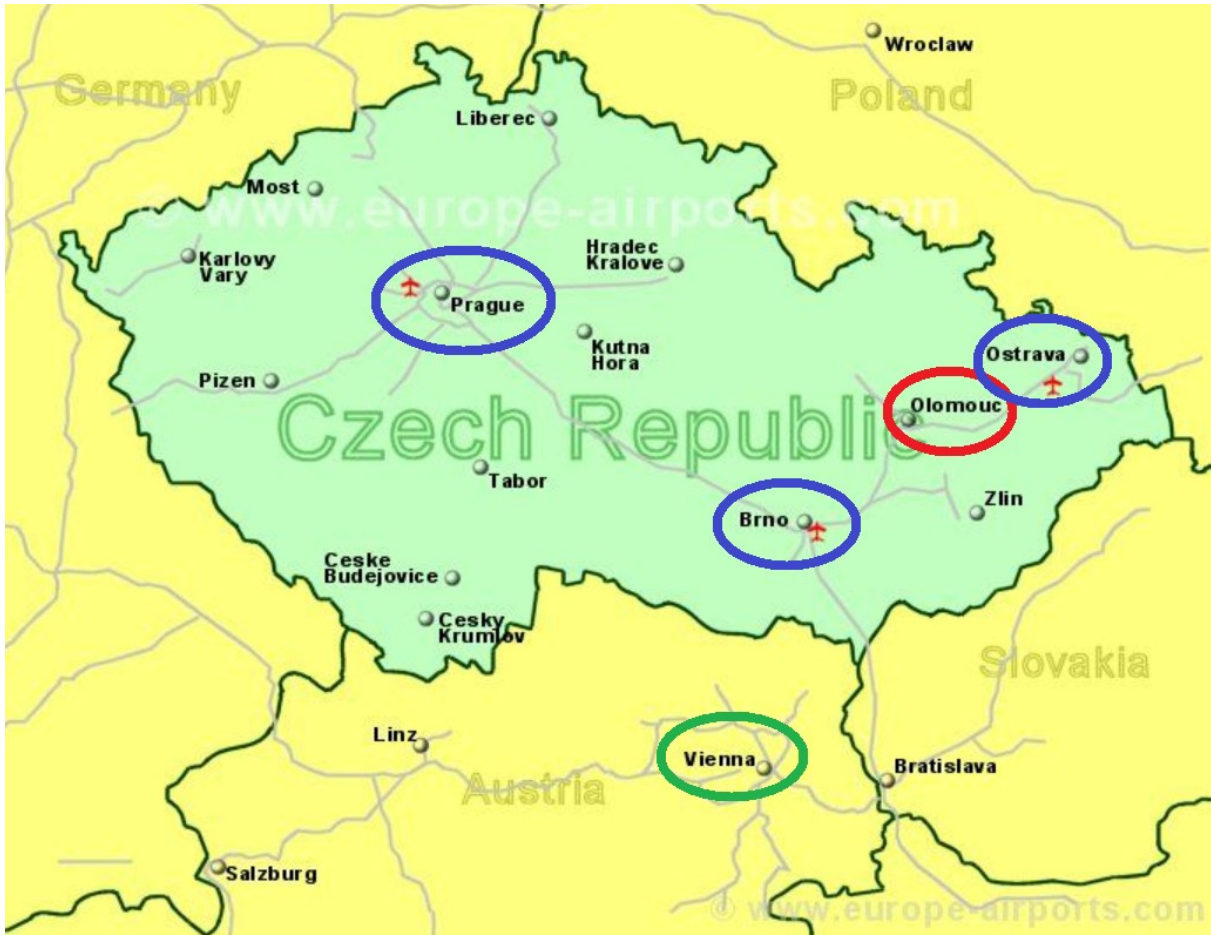 Wroclaw
Germany
Poland
Liberec
Most
© www.europe-airports.com
Karlovy
Vary
Hradec
Kralove
Prague
Kutna
Hora
Ostrava
Pizen
Olomouc
Czech Republic
Tabor
Zlin
Brno
Ceske
Budejovice
Cesky
Krumlov
Slovakia
Linz
Vienna
Bratislava
Austria
Salzburg
© www.europe-airports.com